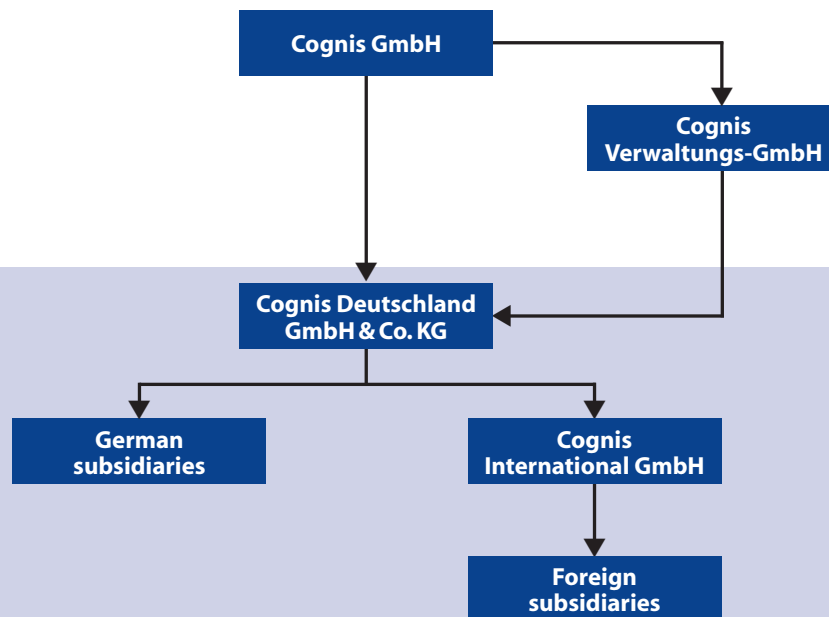 Cognis GmbH
Cognis
Verwaltungs-GmbH
Cognis Deutschland
GmbH & Co. KG
German
subsidiaries
Cognis
International GmbH
Foreign
subsidiaries